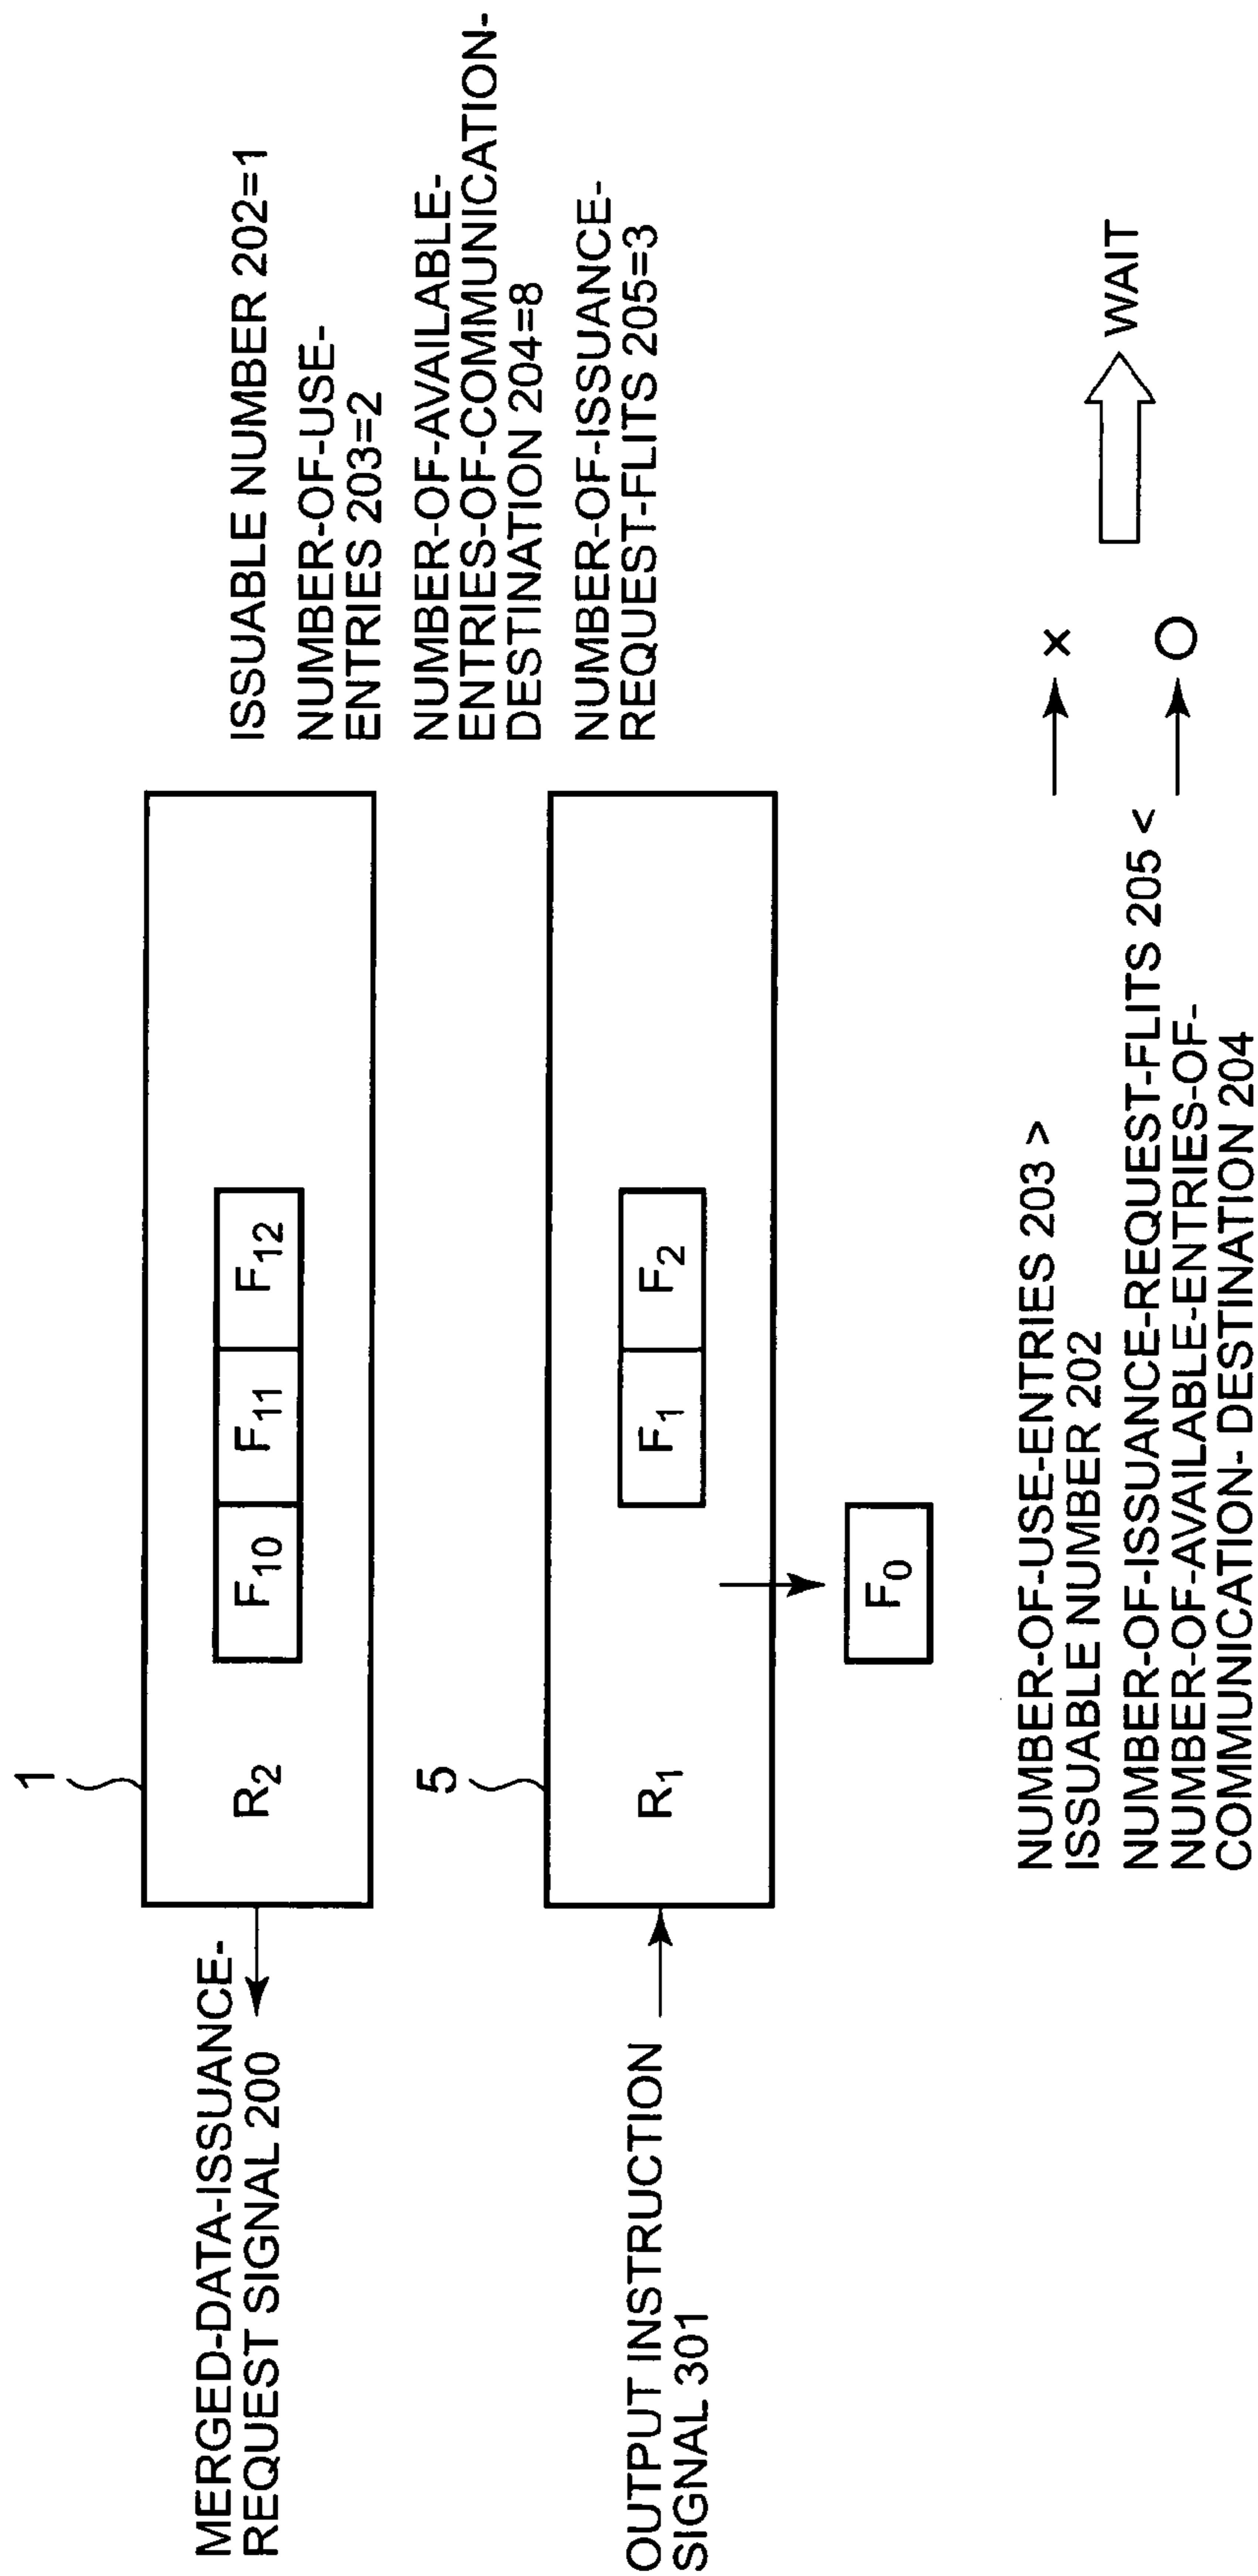 MERGED-DATA-ISSUANCE-
REQUEST SIGNAL 200
1
R2
F10
F11
F12
ISSUABLE NUMBER 202=1
NUMBER-OF-USE-
ENTRIES 203=2
NUMBER-OF-AVAILABLE-
ENTRIES-OF-COMMUNICATION-
DESTINATION 204=8
NUMBER-OF-ISSUANCE-
REQUEST-FLITS 205=3
OUTPUT INSTRUCTION
SIGNAL 301
5
R1
F1
F2
F0
NUMBER-OF-USE-ENTRIES 203 >
ISSUABLE NUMBER 202
×
NUMBER-OF-ISSUANCE-REQUEST-FLITS 205 <
NUMBER-OF-AVAILABLE-ENTRIES-OF-
COMMUNICATION- DESTINATION 204
○
WAIT